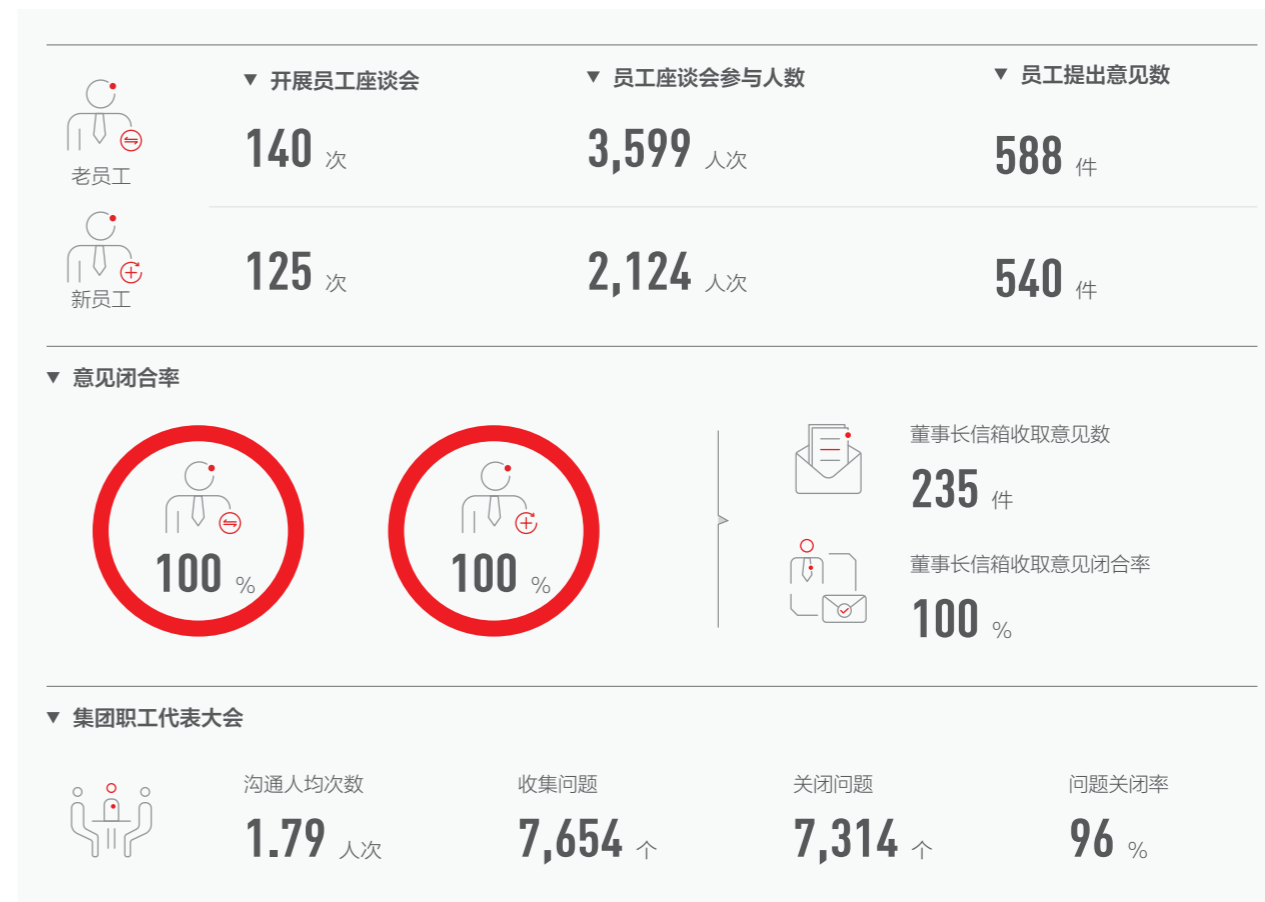 ▼ 开展员工座谈会 ▼ 员工座谈会参与人数 ▼ 员工提出意见数
老员工 140 次 3,599 人次 588 件
新员工 125 次 2,124 人次 540 件
▼ 意见闭合率
100 % 100 %
董事长信箱收取意见数
235 件
董事长信箱收取意见闭合率
100 %
▼ 集团职工代表大会
沟通人均次数 收集问题 关闭问题 问题关闭率
1.79 人次 7,654 个 7,314 个 96 %